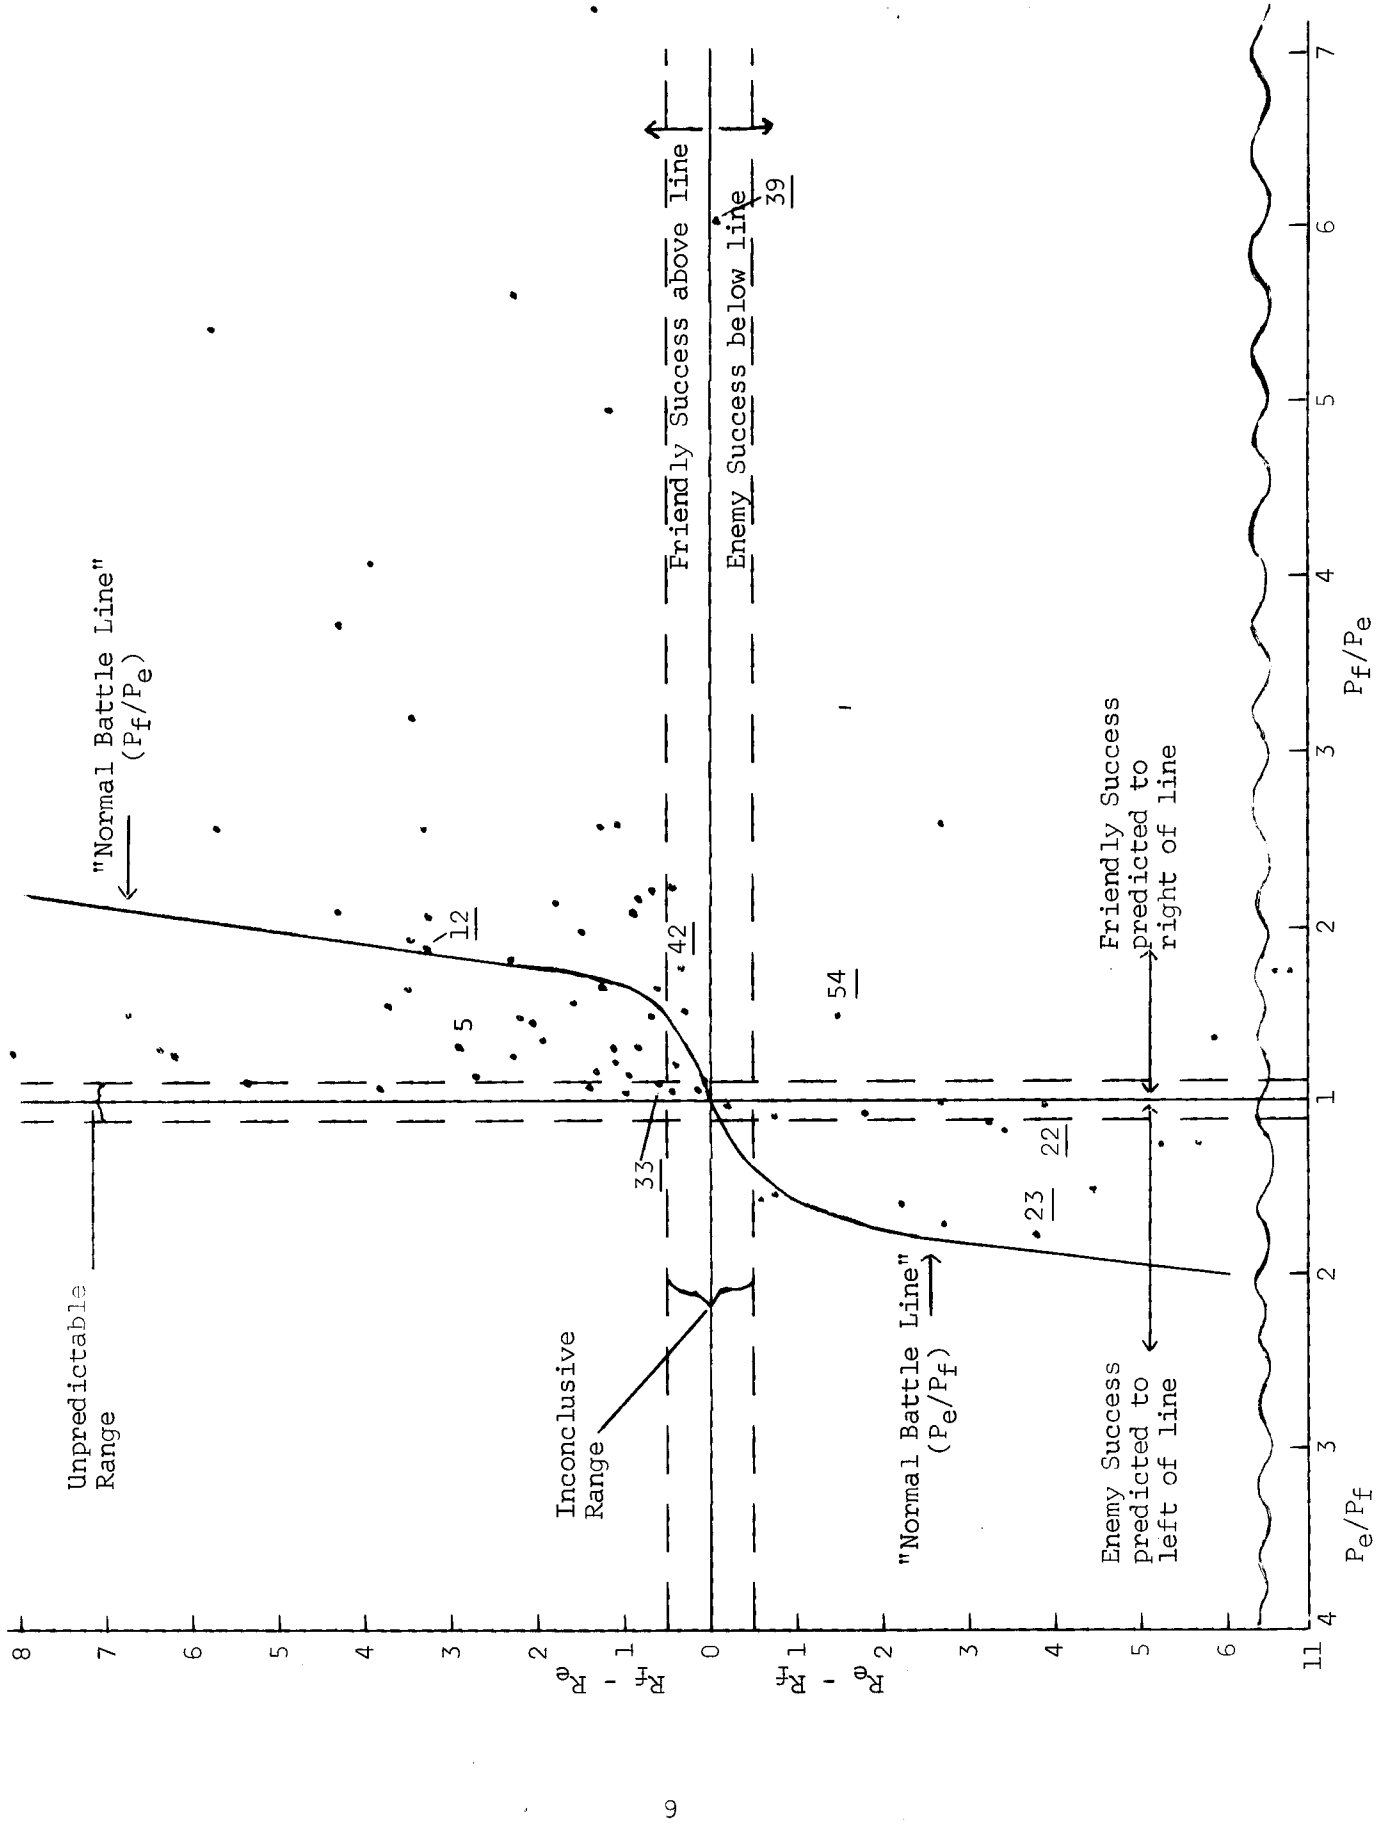 8
7
6
5
4
3
2
1
0
1
2
3
4
5
6
11
Rf - Re
Re - Rf
Unpredictable
Range
Inconclusive
Range
"Normal Battle Line"
(Pf/Pe)
"Normal Battle Line"
(Pe/Pf)
Friendly Success above line
Enemy Success below line
Enemy Success
predicted to
left of line
Friendly Success
predicted to
right of line
5
12
42
33
39
54
22
23
4
3
2
1
2
3
4
5
6
7
Pe/Pf
Pf/Pe
9